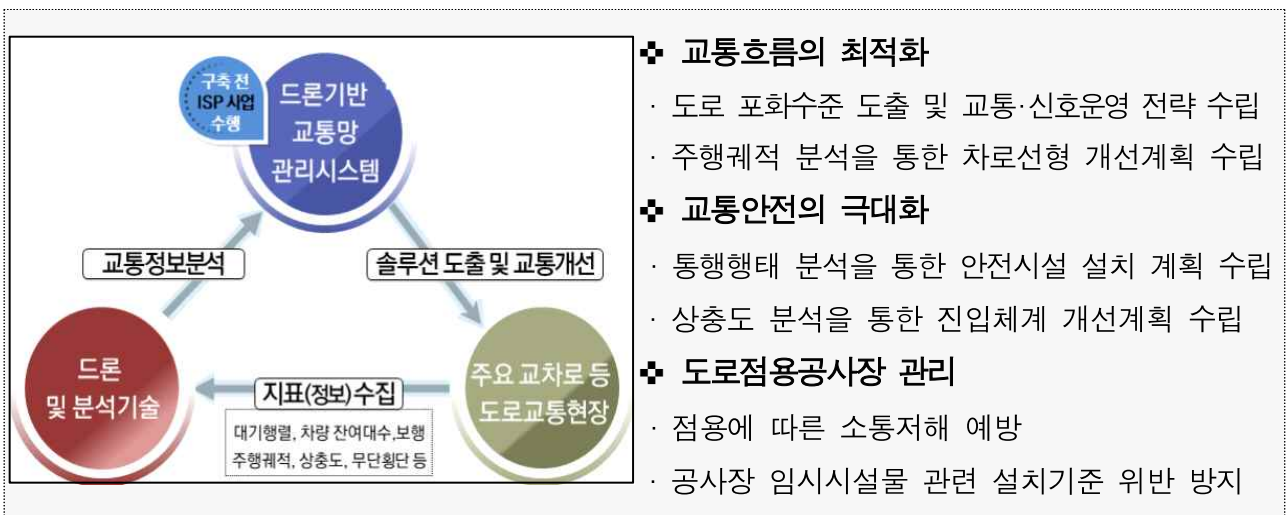 구축 전
ISP 사업
수행
드론기반
교통망
관리시스템
교통정보분석
솔루션 도출 및 교통개선
드론
및 분석기술
지표(정보) 수집
대기행렬, 차량 잔여대수,보행
주행궤적, 상충도, 무단횡단 등
주요 교차로 등
도로교통현장
❖ 교통흐름의 최적화
· 도로 포화수준 도출 및 교통·신호운영 전략 수립
· 주행궤적 분석을 통한 차로선형 개선계획 수립
❖ 교통안전의 극대화
· 통행행태 분석을 통한 안전시설 설치 계획 수립
· 상충도 분석을 통한 진입체계 개선계획 수립
❖ 도로점용공사장 관리
· 점용에 따른 소통저해 예방
· 공사장 임시시설물 관련 설치기준 위반 방지